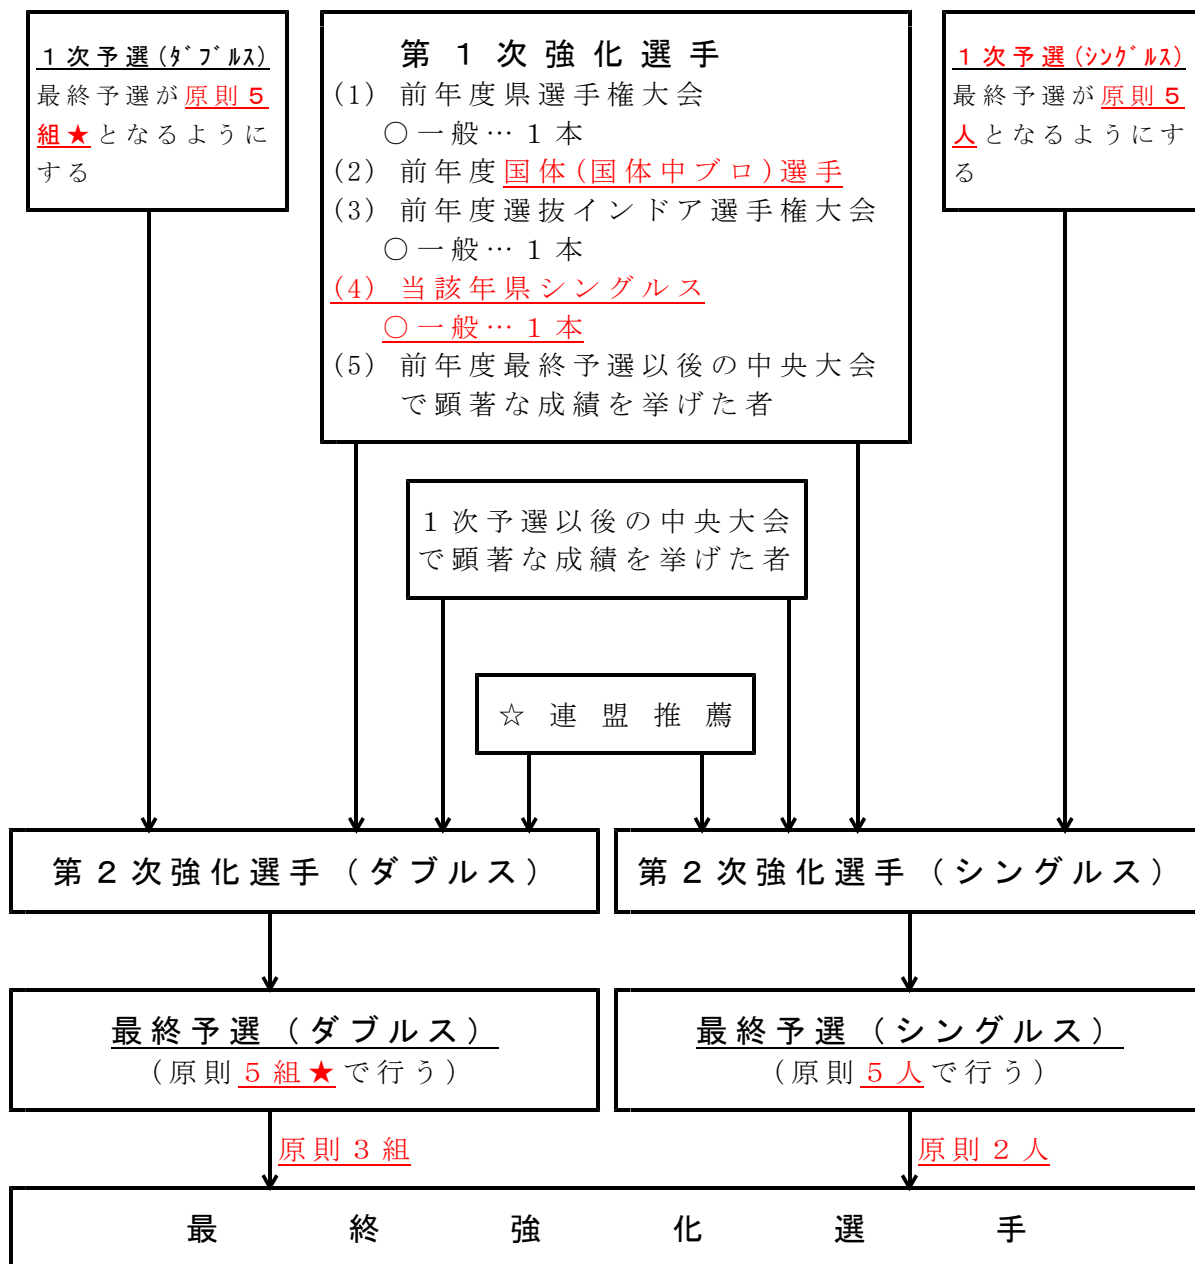 １次予選(ﾀﾞﾌﾞﾙｽ)
最終予選が原則５
組★となるように
する
第１次強化選手
(1) 前年度県選手権大会
○一般…１本
(2) 前年度国体(国体中ブロ)選手
(3) 前年度選抜インドア選手権大会
○一般…１本
(4) 当該年県シングルス
○一般…１本
(5) 前年度最終予選以後の中央大会
で顕著な成績を挙げた者
１次予選(ｼﾝｸﾞﾙｽ)
最終予選が原則５
人となるようにす
る
１次予選以後の中央大会
で顕著な成績を挙げた者
☆連盟推薦
第２次強化選手（ダブルス）
第２次強化選手（シングルス）
最終予選（ダブルス）
（原則５組★で行う）
最終予選（シングルス）
（原則５人で行う）
原則３組
原則２人
最終強化選手